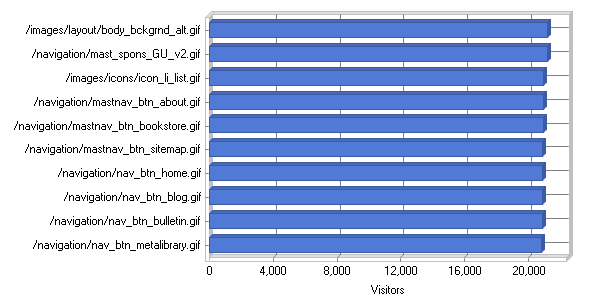 /images/layout/body_bckgrnd_alt.gif
/navigation/mast_spons_GU_v2.gif
/images/icons/icon_li_list.gif
/navigation/mastnav_btn_about.gif
/navigation/mastnav_btn_bookstore.gif
/navigation/mastnav_btn_sitemap.gif
/navigation/nav_btn_home.gif
/navigation/nav_btn_blog.gif
/navigation/nav_btn_bulletin.gif
/navigation/nav_btn_metalibrary.gif
0 4,000 8,000 12,000 16,000 20,000
Visitors